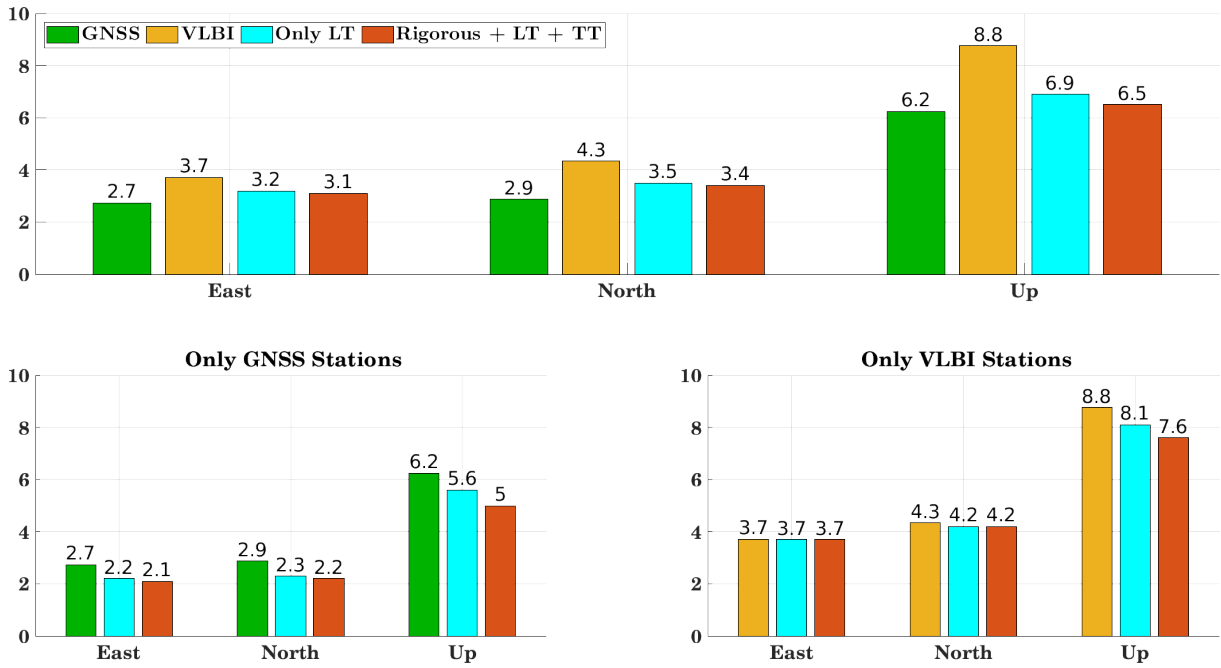 10
8
6
4
2
0
GNSS VLBI Only LT Rigorous + LT + TT
2.7 3.7 3.2 3.1
2.9 4.3 3.5 3.4
6.2 8.8 6.9 6.5
East North Up
Only GNSS Stations
10
8
6
4
2
0
2.7 2.2 2.1
2.9 2.3 2.2
6.2 5.6 5
East North Up
Only VLBI Stations
10
8
6
4
2
0
3.7 3.7 3.7
4.3 4.2 4.2
8.8 8.1 7.6
East North Up